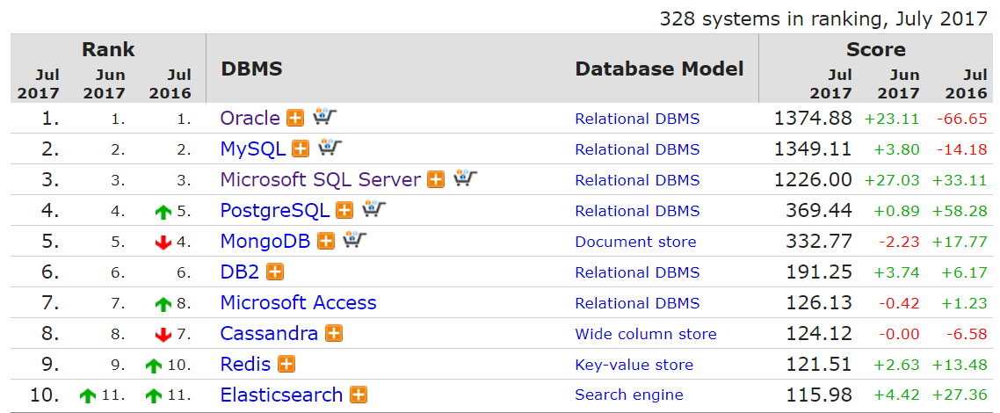 328 systems in ranking, July 2017
Rank DBMS Database Model Score
Jul 2017 Jun 2017 Jul 2016 Jul 2017 Jun 2017 Jul 2016
1. 1. 1. Oracle Relational DBMS 1374.88 +23.11 -66.65
2. 2. 2. MySQL Relational DBMS 1349.11 +3.80 -14.18
3. 3. 3. Microsoft SQL Server Relational DBMS 1226.00 +27.03 +33.11
4. 4. 5. PostgreSQL Relational DBMS 369.44 +0.89 +58.28
5. 5. 4. MongoDB Document store 332.77 -2.23 +17.77
6. 6. 6. DB2 Relational DBMS 191.25 +3.74 +6.17
7. 7. 8. Microsoft Access Relational DBMS 126.13 -0.42 +1.23
8. 8. 7. Cassandra Wide column store 124.12 -0.00 -6.58
9. 9. 10. Redis Key-value store 121.51 +2.63 +13.48
10. 11. 11. Elasticsearch Search engine 115.98 +4.42 +27.36